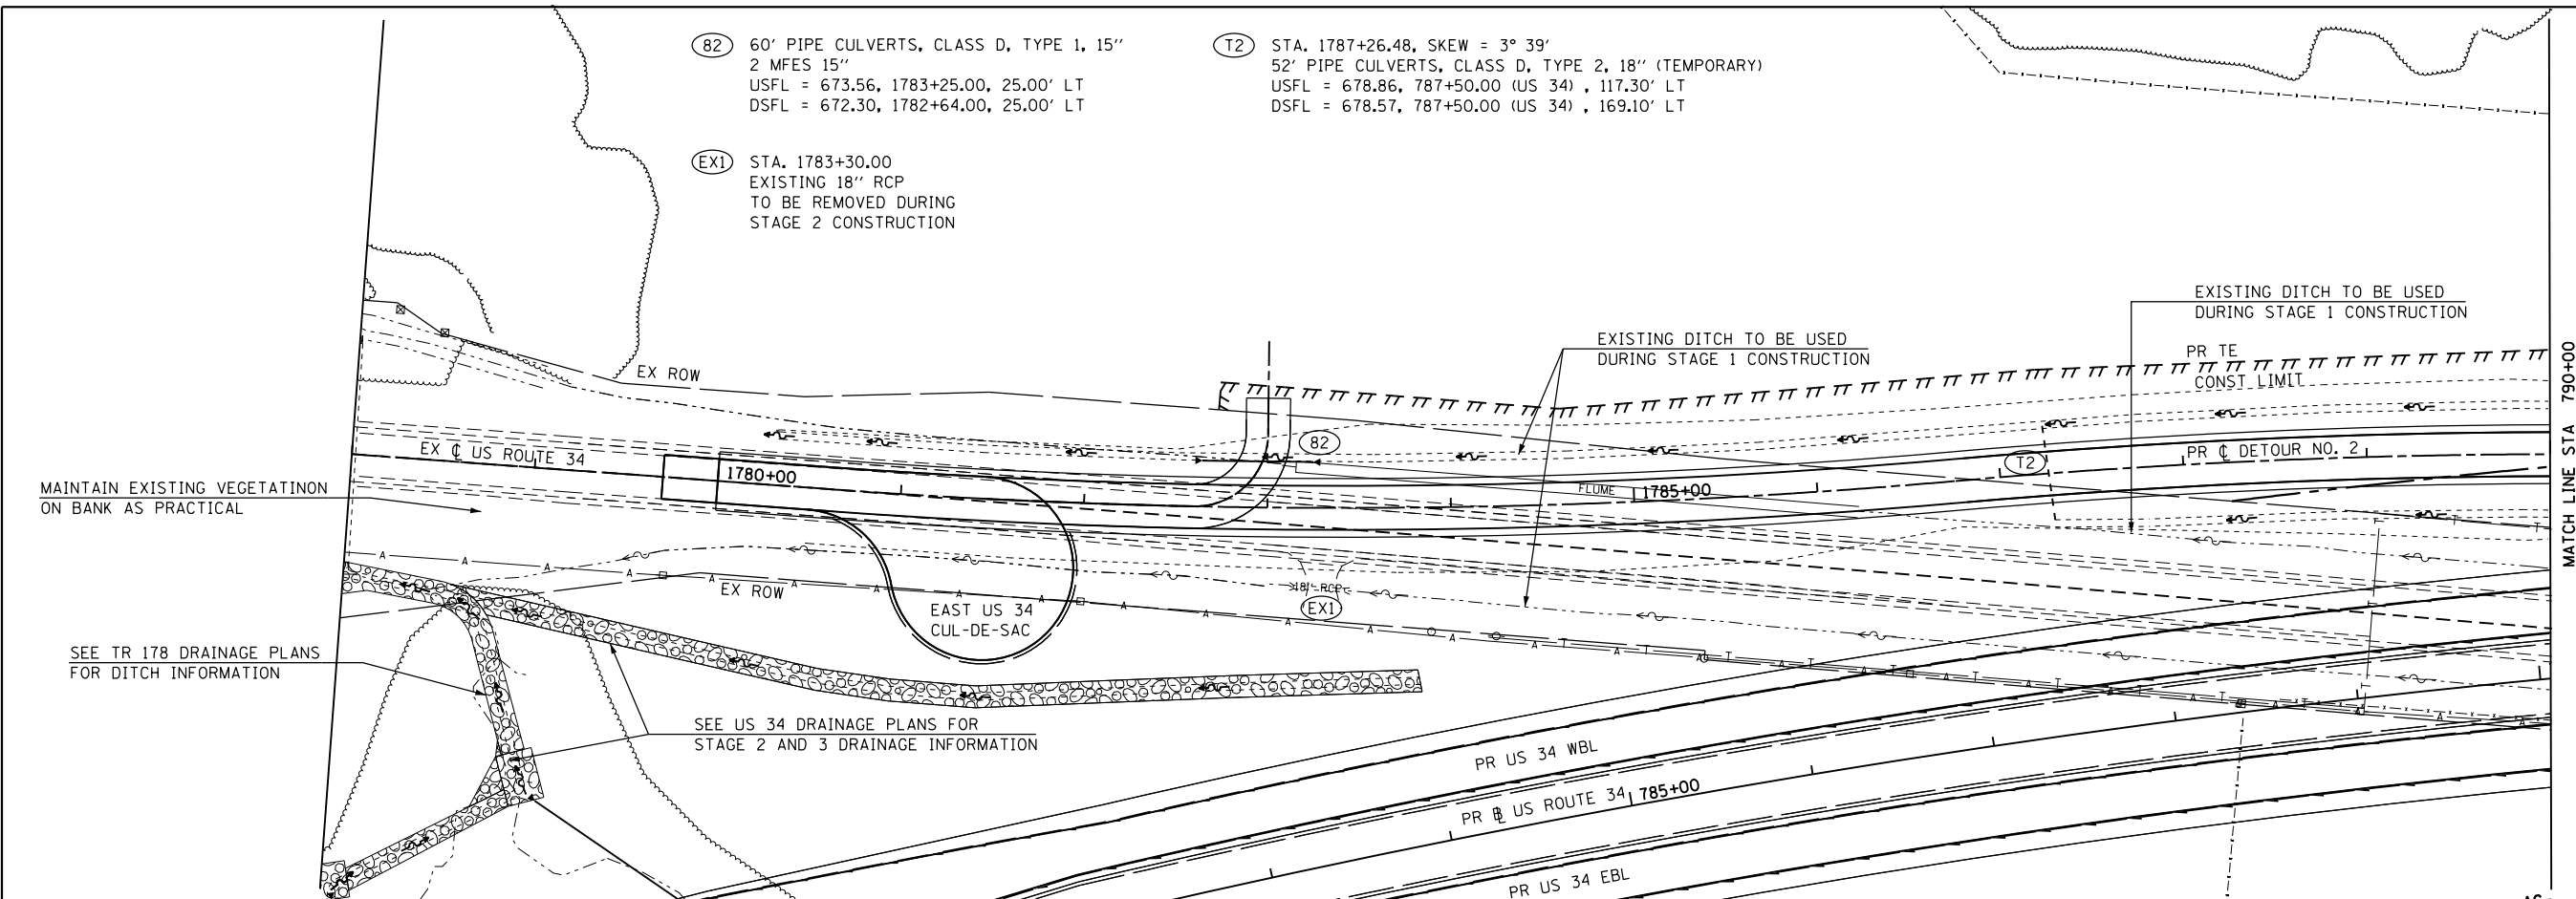 82 60' PIPE CULVERTS, CLASS D, TYPE 1, 15"
2 MFES 15"
USFL = 673.56, 1783+25.00, 25.00' LT
DSFL = 672.30, 1782+64.00, 25.00' LT
T2 STA. 1787+26.48, SKEW = 3° 39'
52' PIPE CULVERTS, CLASS D, TYPE 2, 18" (TEMPORARY)
USFL = 678.86, 787+50.00 (US 34) , 117.30' LT
DSFL = 678.57, 787+50.00 (US 34) , 169.10' LT
EX1 STA. 1783+30.00
EXISTING 18" RCP
TO BE REMOVED DURING
STAGE 2 CONSTRUCTION
EXISTING DITCH TO BE USED
DURING STAGE 1 CONSTRUCTION
EXISTING DITCH TO BE USED
DURING STAGE 1 CONSTRUCTION
PR TE
CONST LIMIT
EX ROW
82
EX ℄ US ROUTE 34
1780+00
PR ℄ DETOUR NO. 2
T2
FLUME
1785+00
MATCH LINE STA 790+00
MAINTAIN EXISTING VEGETATINON
ON BANK AS PRACTICAL
EX ROW
18" RCP
EX1
EAST US 34
CUL-DE-SAC
SEE TR 178 DRAINAGE PLANS
FOR DITCH INFORMATION
SEE US 34 DRAINAGE PLANS FOR
STAGE 2 AND 3 DRAINAGE INFORMATION
PR US 34 WBL
PR BL US ROUTE 34 785+00
PR US 34 EBL